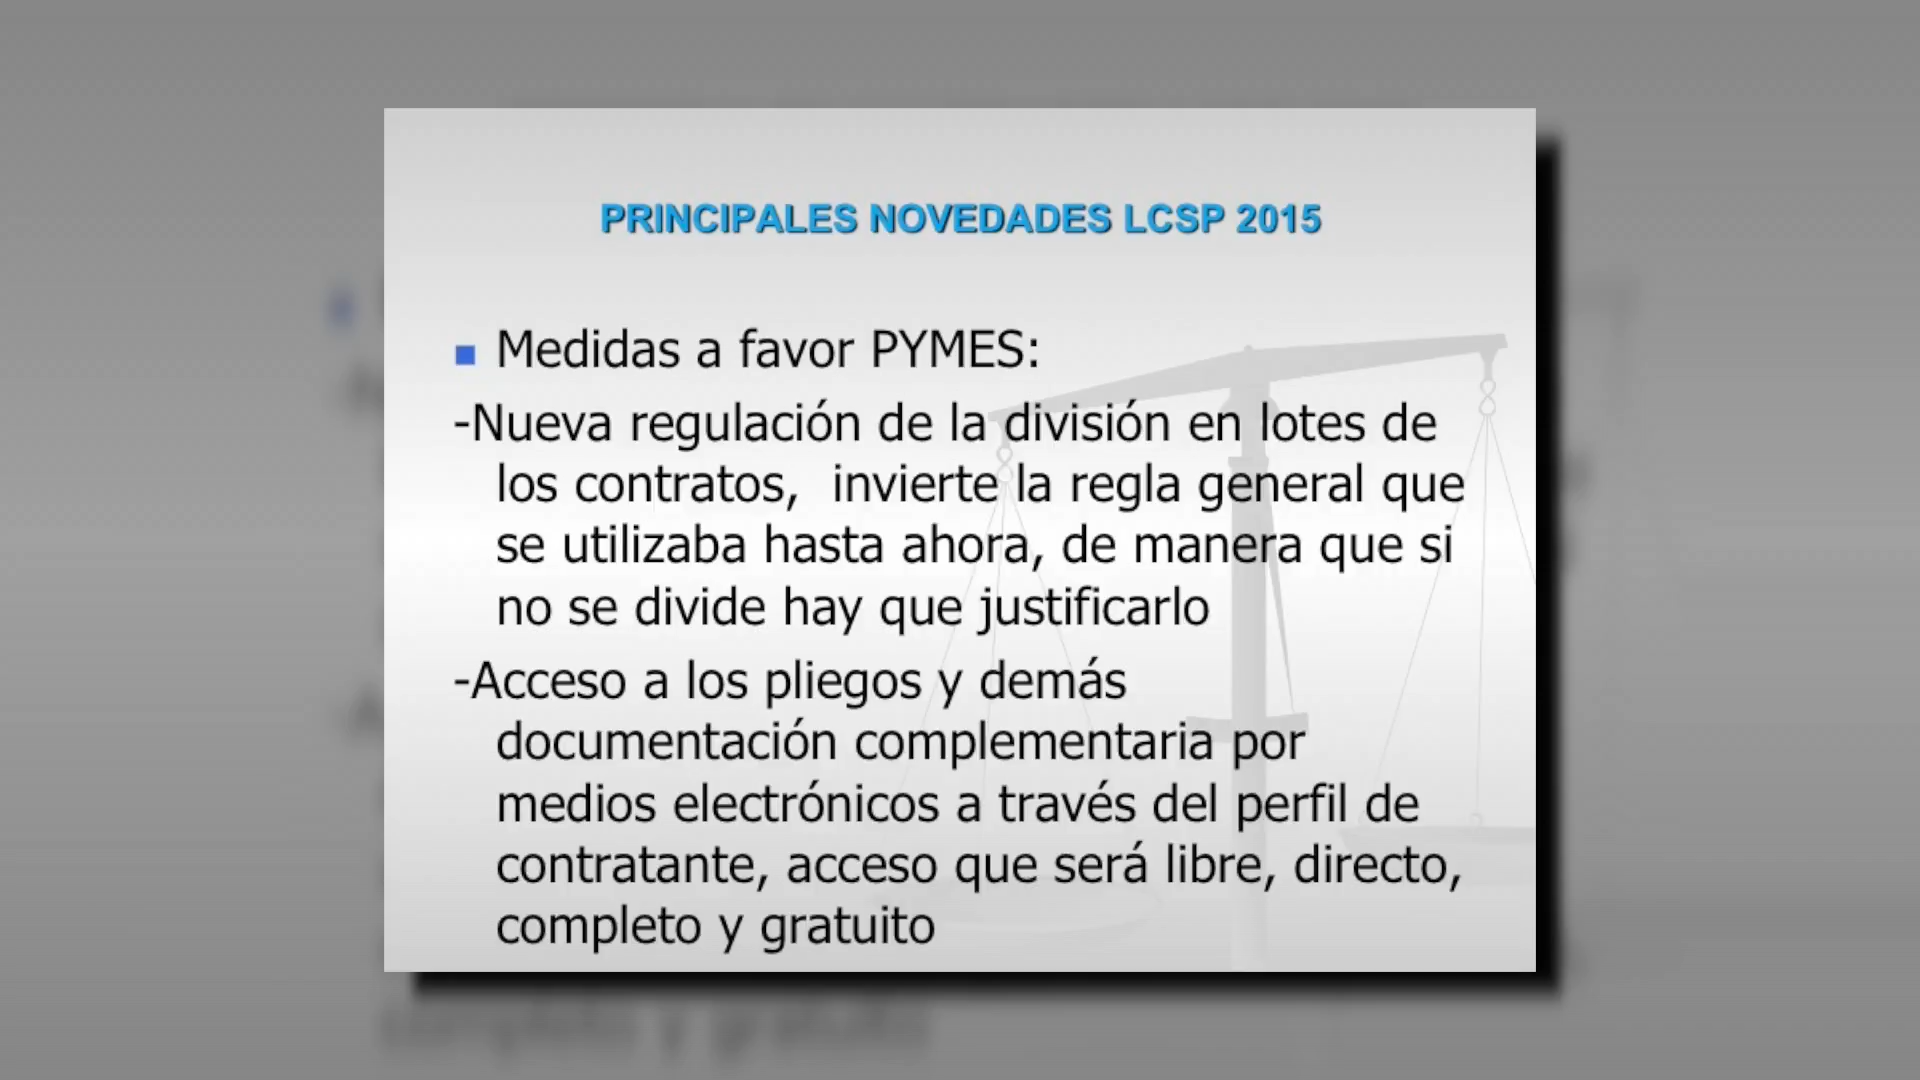 PRINCIPALES NOVEDADES LCSP 2015
Medidas a favor PYMES:
-Nueva regulación de la división en lotes de
los contratos, invierte la regla general que
se utilizaba hasta ahora, de manera que si
no se divide hay que justificarlo
-Acceso a los pliegos y demás
documentación complementaria por
medios electrónicos a través del perfil de
contratante, acceso que será libre, directo,
completo y gratuito